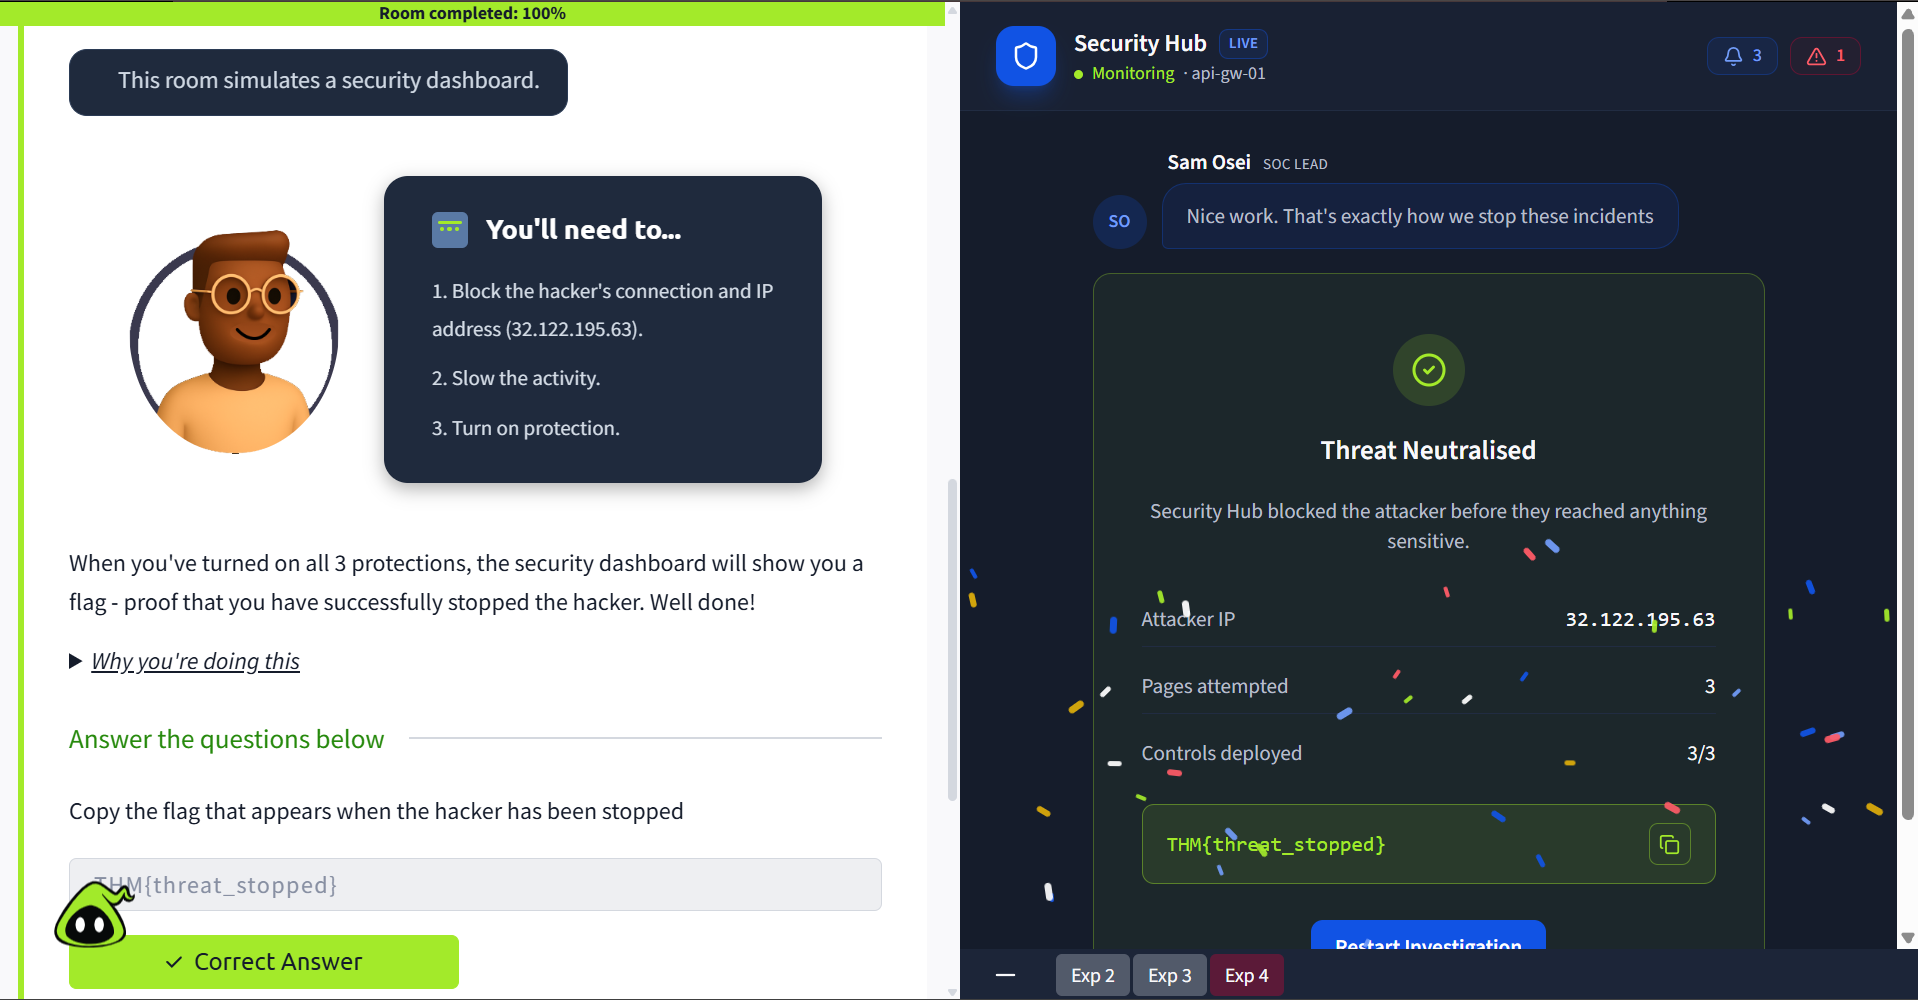 Room completed: 100%
This room simulates a security dashboard.
You'll need to...
1. Block the hacker's connection and IP
address (32.122.195.63).
2. Slow the activity.
3. Turn on protection.
When you've turned on all 3 protections, the security dashboard will show you a
flag - proof that you have successfully stopped the hacker. Well done!
Why you're doing this
Answer the questions below
Copy the flag that appears when the hacker has been stopped
THM{threat_stopped}
Correct Answer
Security Hub LIVE
Monitoring · api-gw-01
3
1
Sam Osei SOC LEAD
SO
Nice work. That's exactly how we stop these incidents
Threat Neutralised
Security Hub blocked the attacker before they reached anything
sensitive.
Attacker IP 32.122.195.63
Pages attempted 3
Controls deployed 3/3
THM{threat_stopped}
Restart Investigation
Exp 2 Exp 3 Exp 4